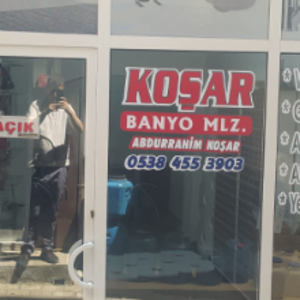 KOŞAR
AÇIK
BANYO MLZ.
ABDURRAHİM KOŞAR
0538 455 3903